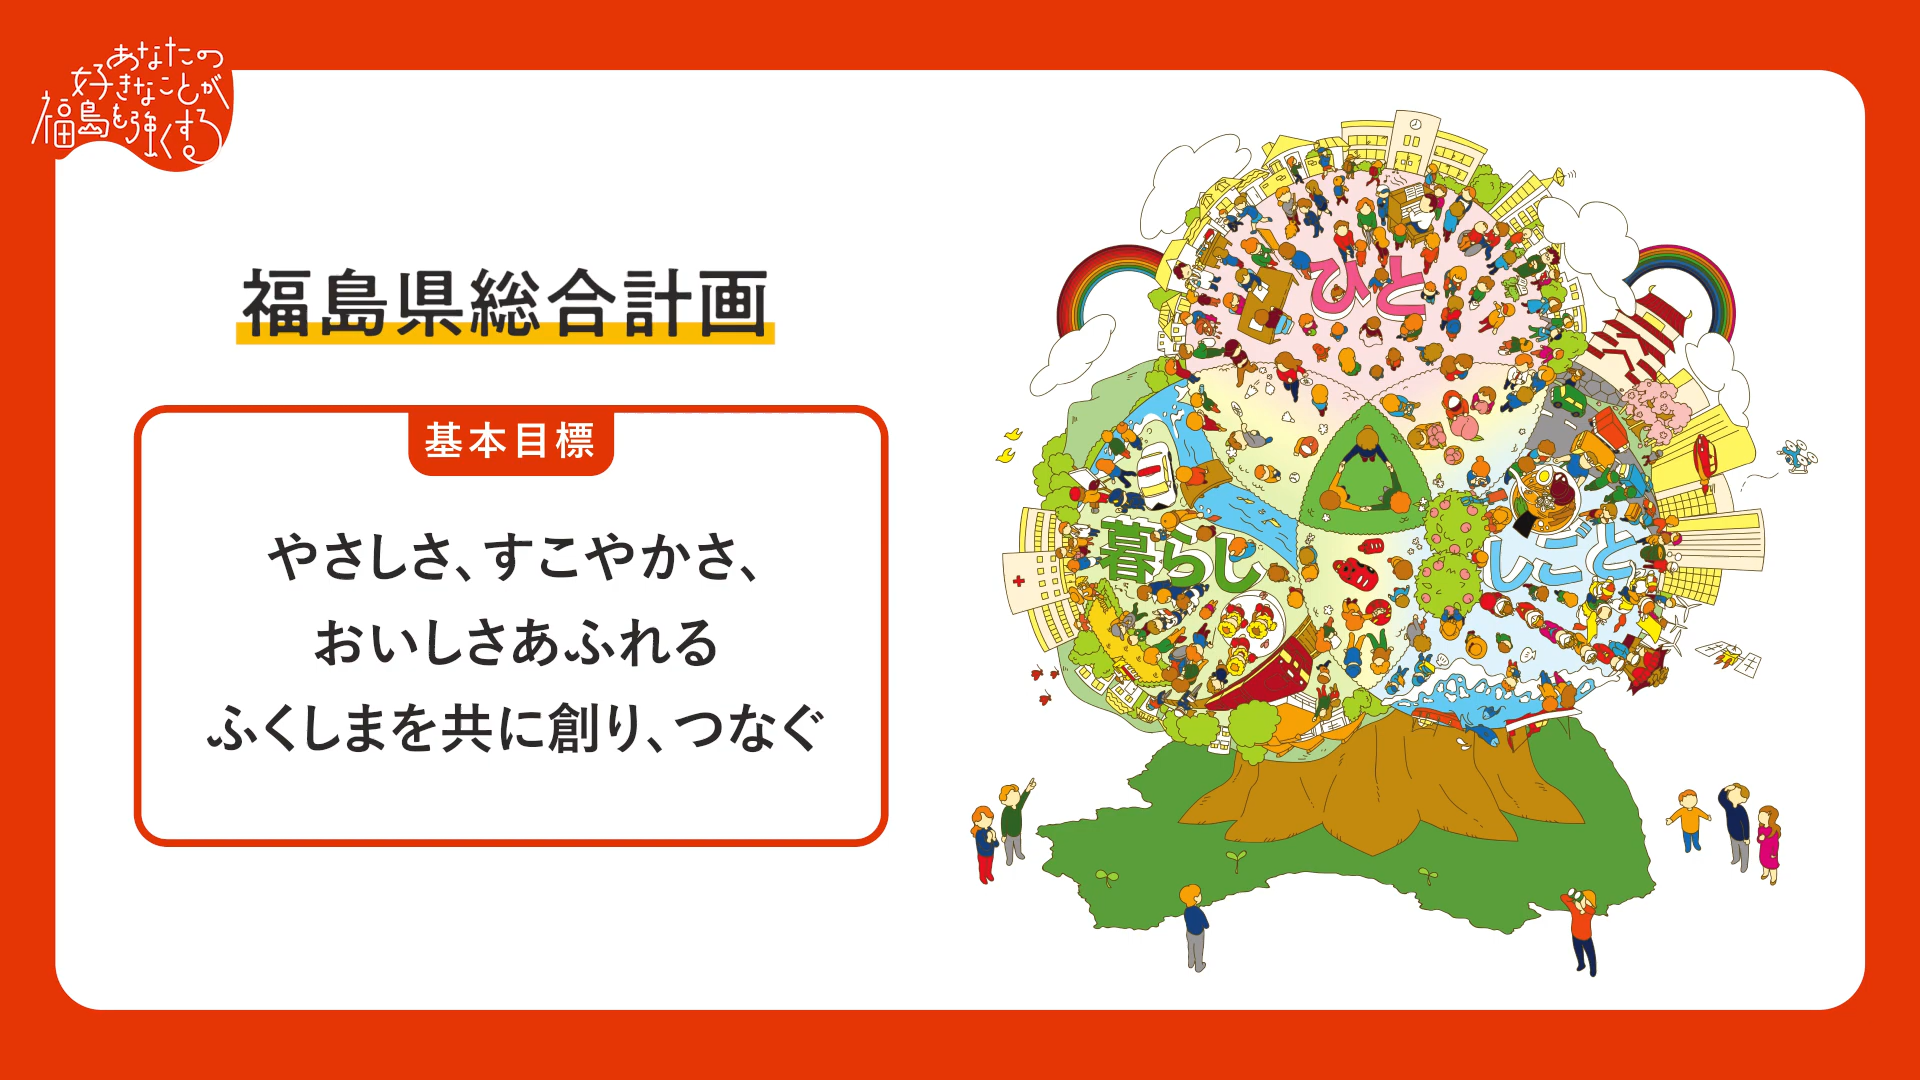 あなたの
好きなことが
福島を強くする
福島県総合計画
基本目標
やさしさ、すこやかさ、
おいしさあふれる
ふくしまを共に創り、つなぐ
ひと
暮らし
しごと